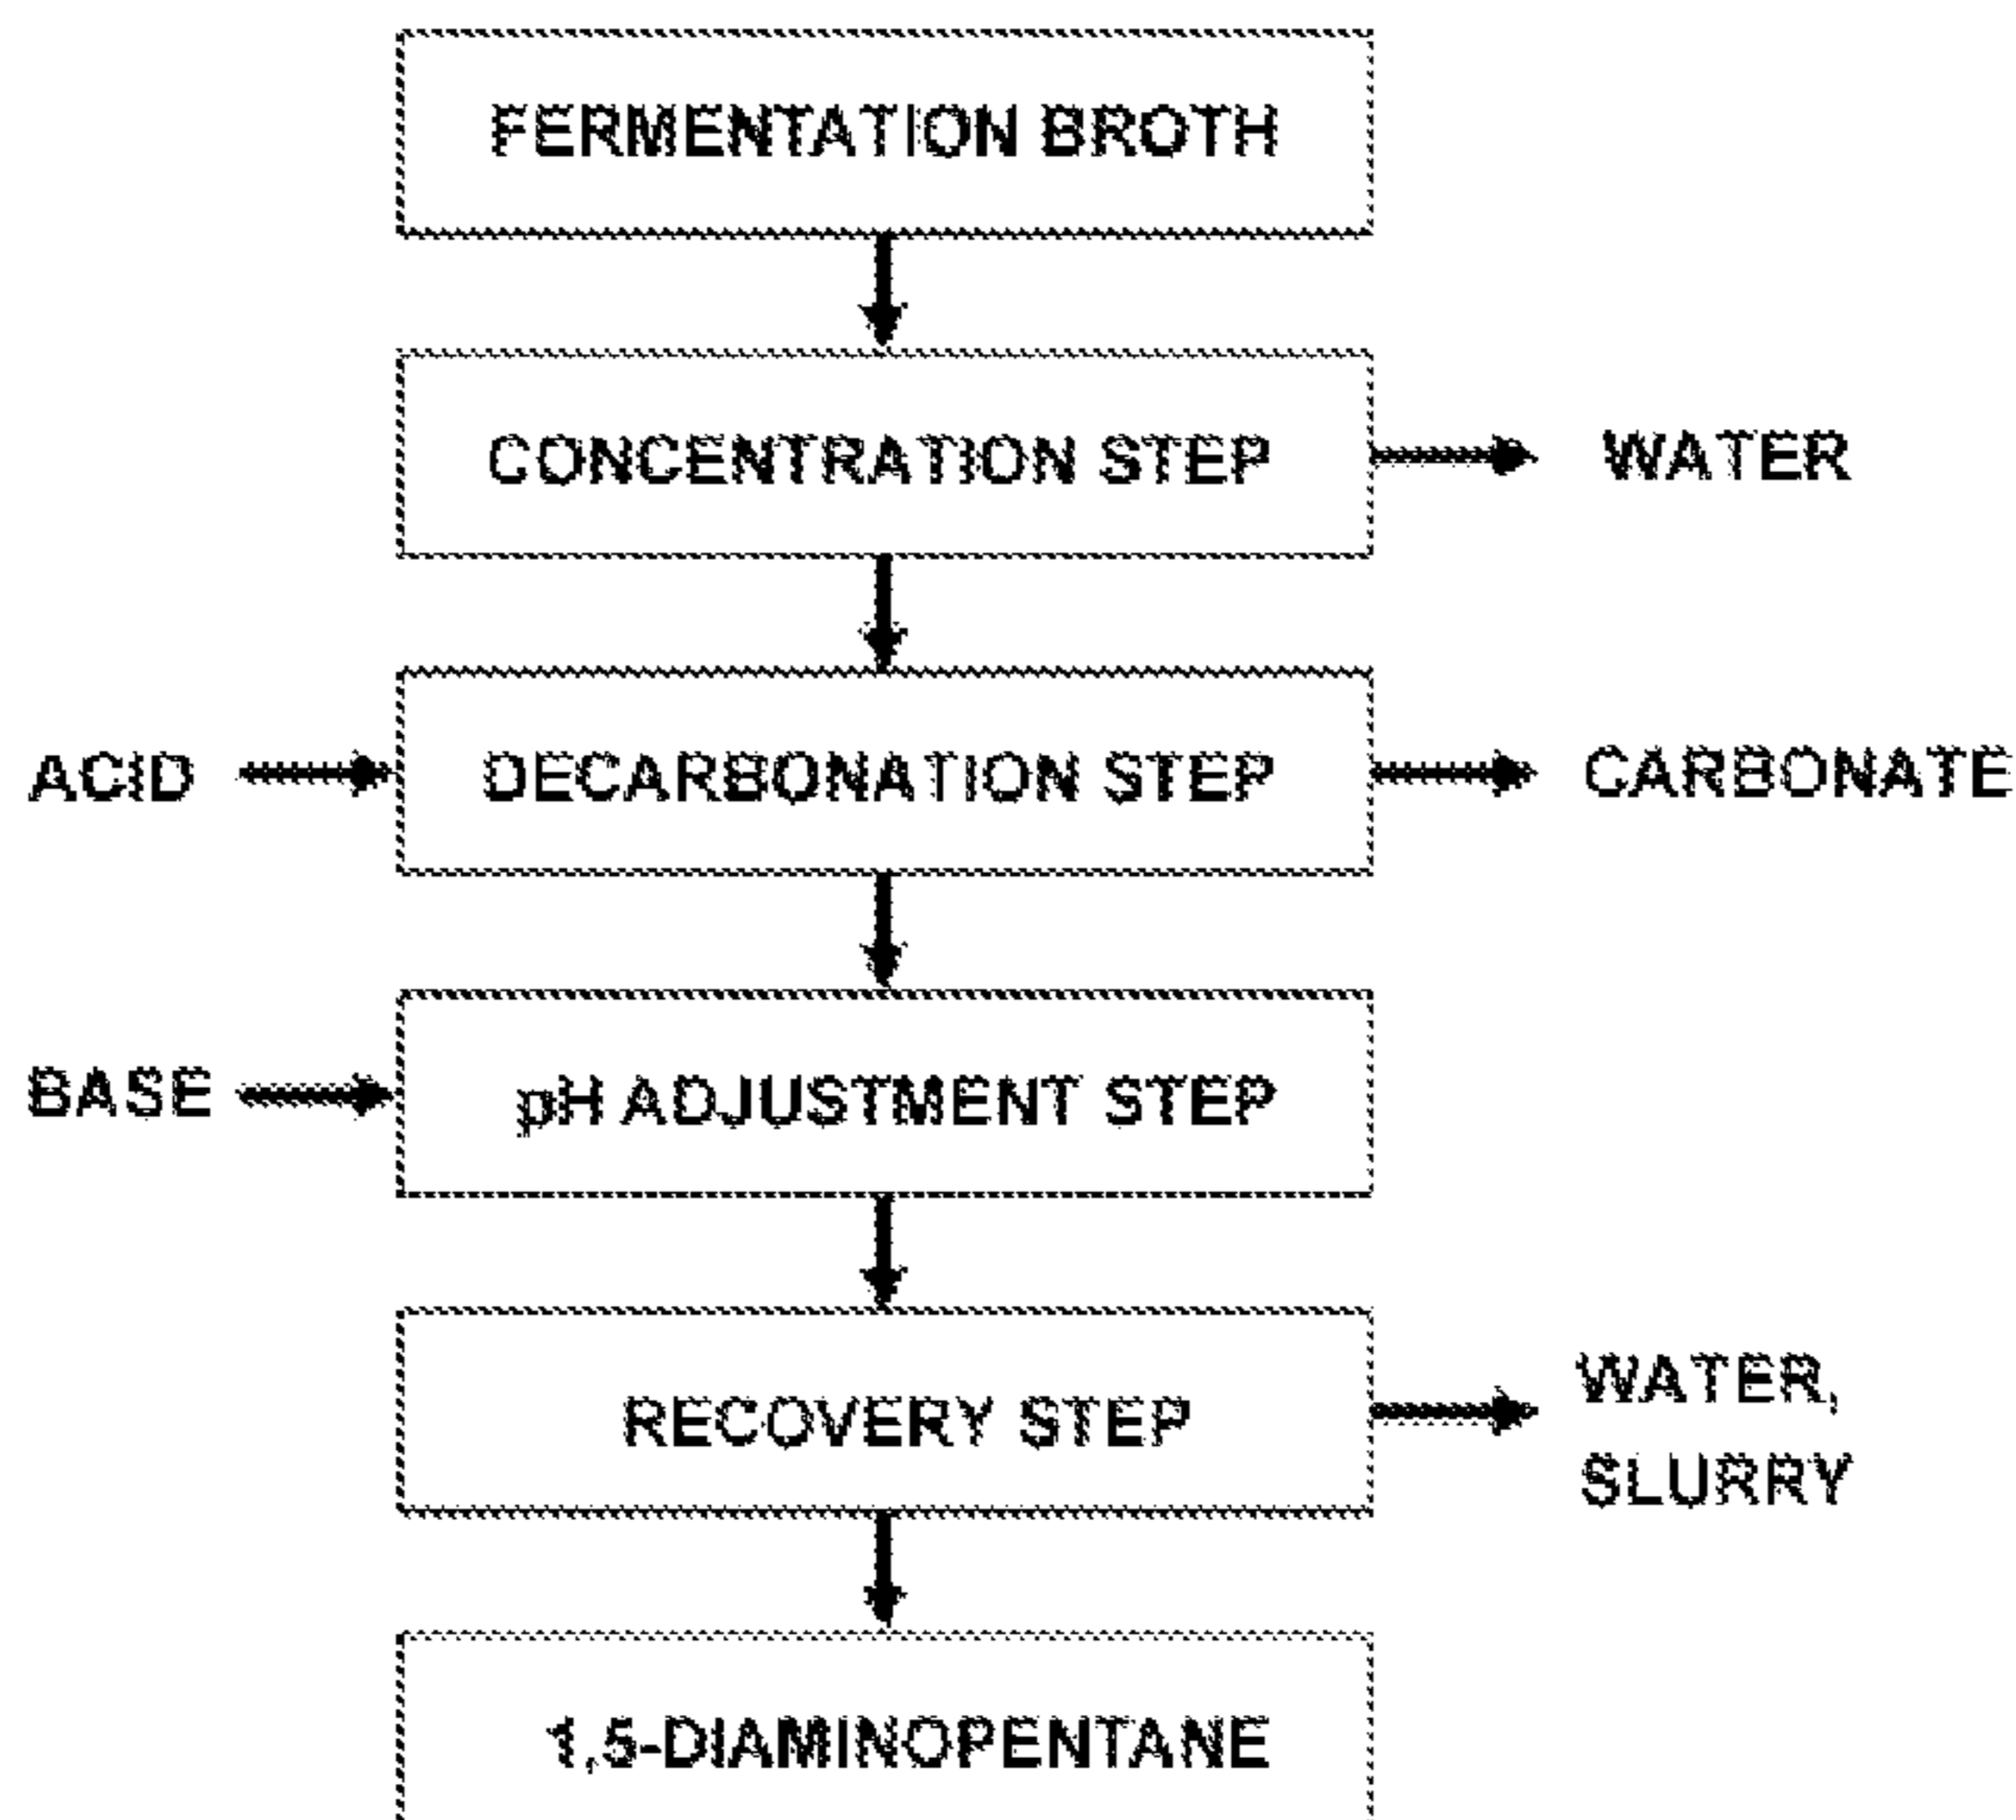 FERMENTATION BROTH
CONCENTRATION STEP
WATER
ACID
DECARBONATION STEP
CARBONATE
BASE
pH ADJUSTMENT STEP
RECOVERY STEP
WATER,
SLURRY
1,5-DIAMINOPENTANE